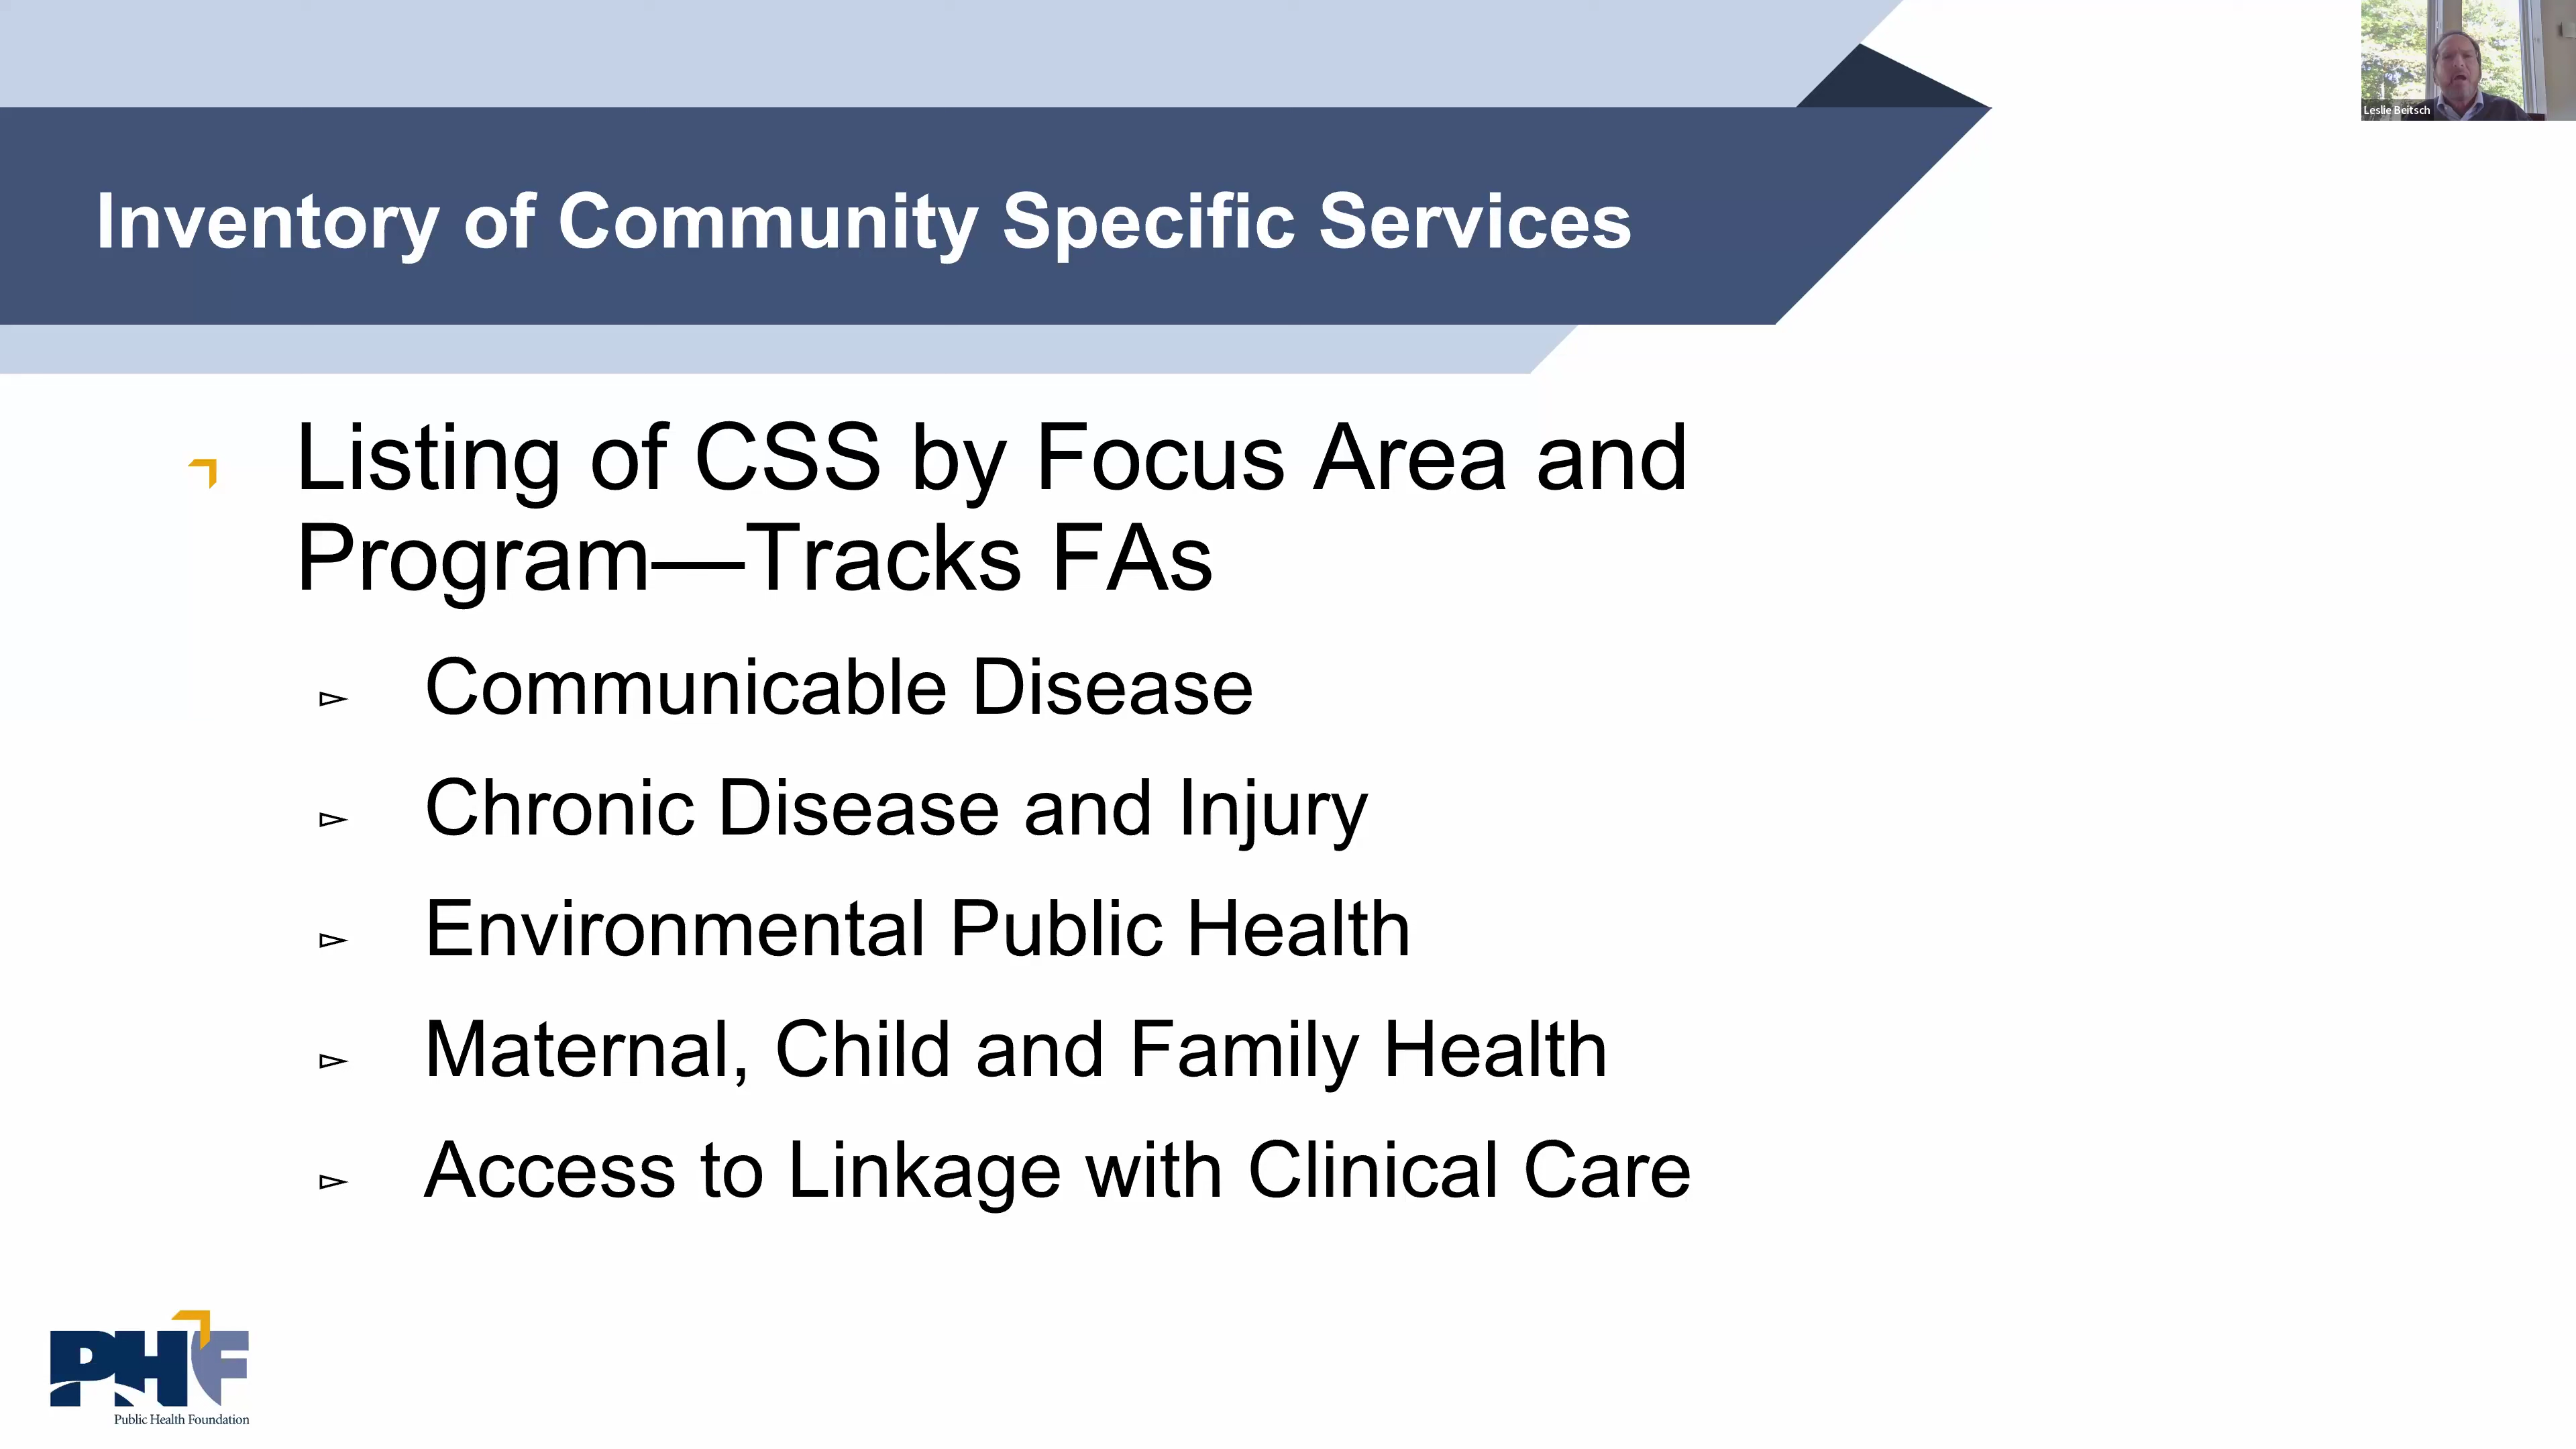 Leslie Beitsch
Inventory of Community Specific Services
Listing of CSS by Focus Area and
Program—Tracks FAs
Communicable Disease
Chronic Disease and Injury
Environmental Public Health
Maternal, Child and Family Health
Access to Linkage with Clinical Care
PHF
Public Health Foundation